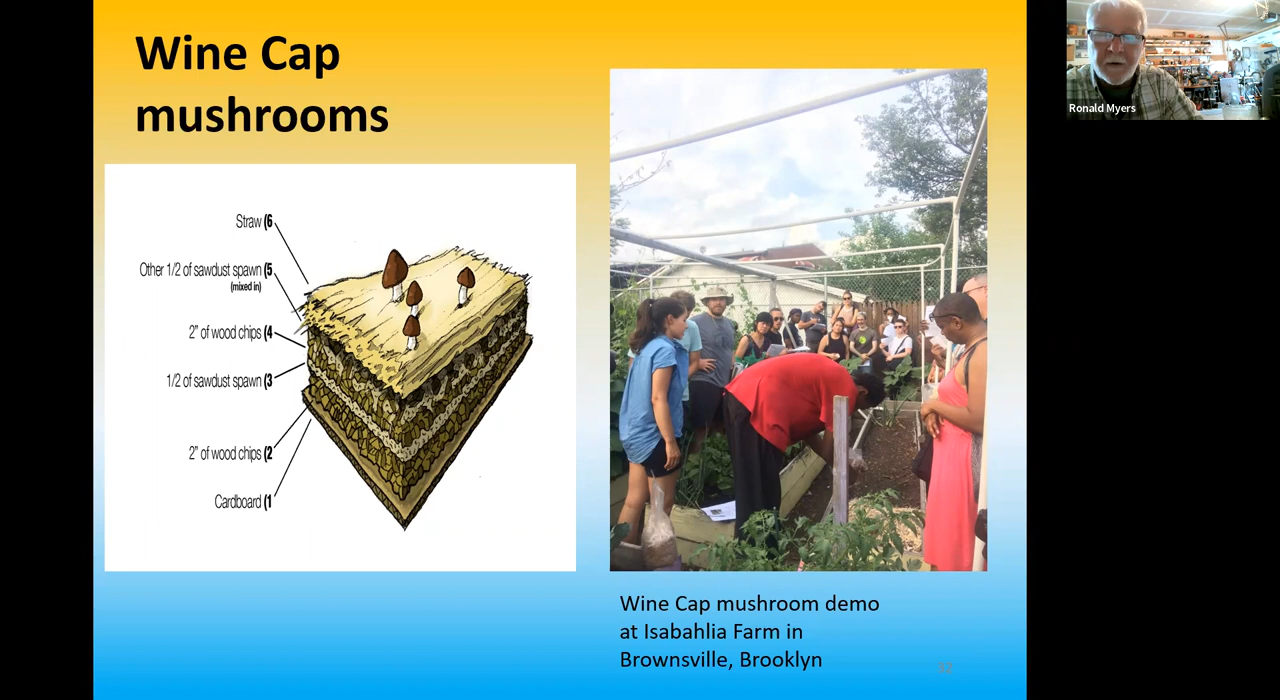 Wine Cap
mushrooms
Straw (6
Other 1/2 of sawdust spawn (5
(mixed in)
2" of wood chips (4
1/2 of sawdust spawn (3
2" of wood chips (2
Cardboard (1
Wine Cap mushroom demo
at Isabahlia Farm in
Brownsville, Brooklyn
Ronald Myers